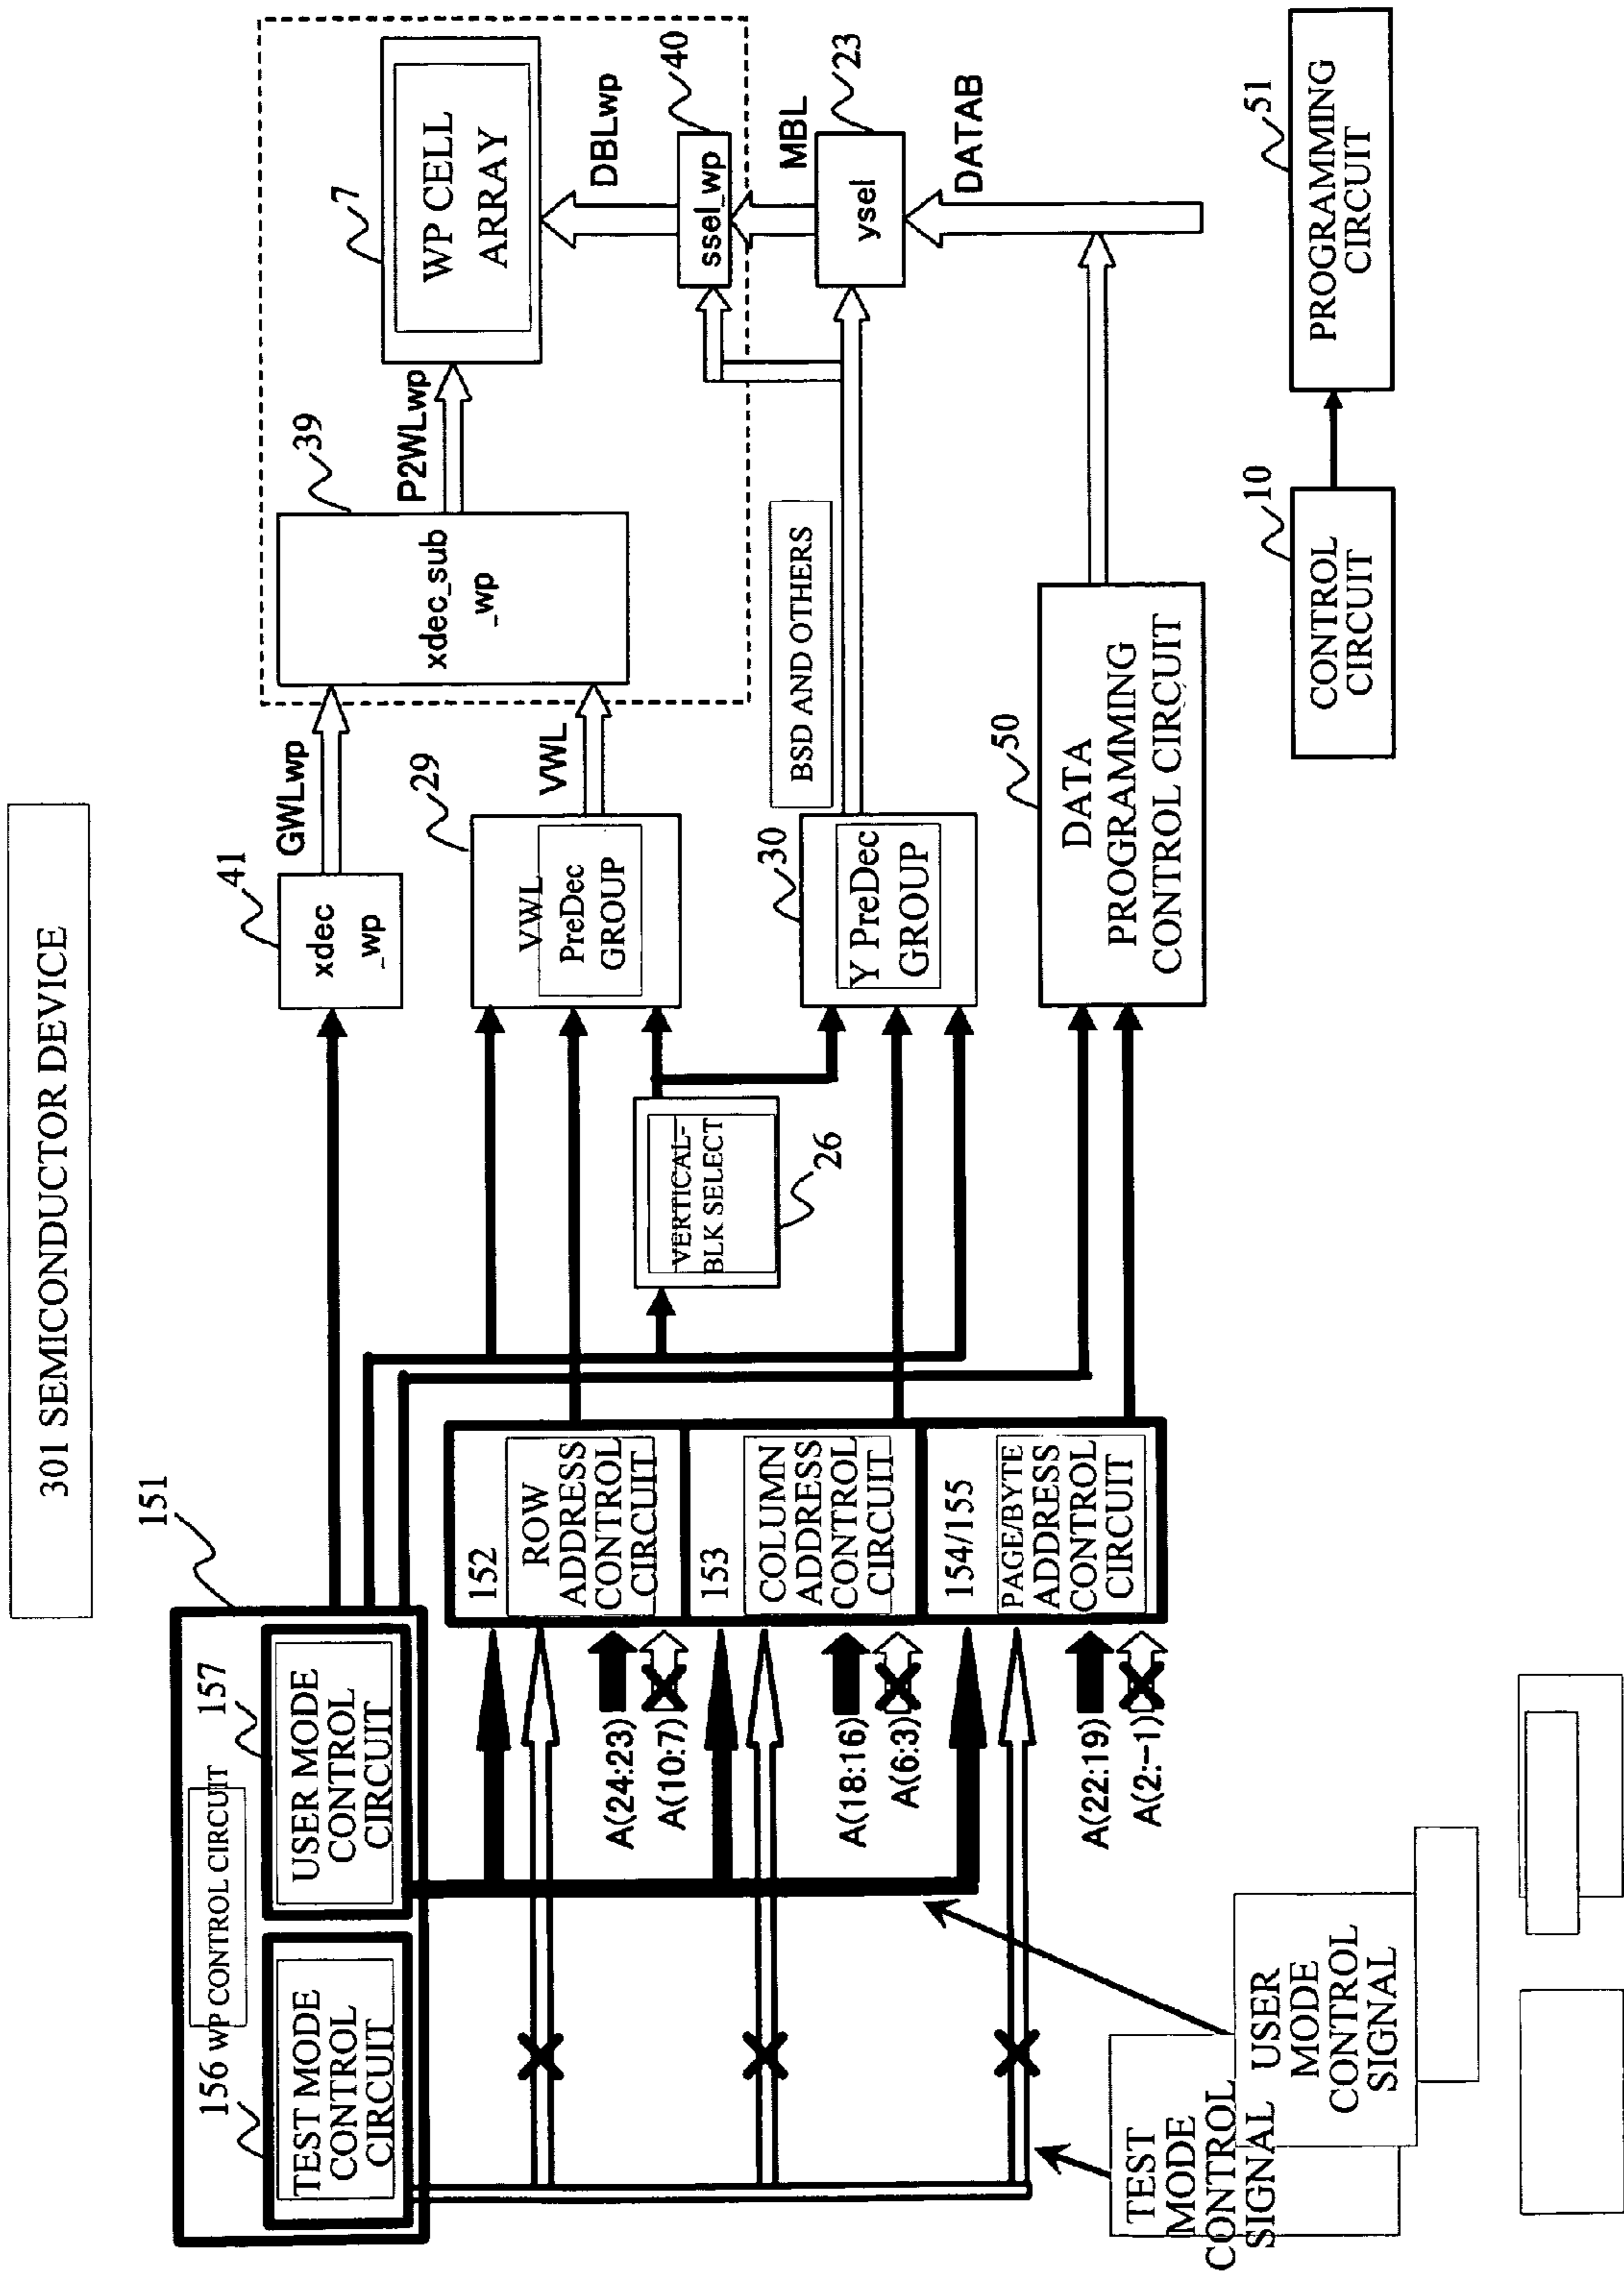 301 SEMICONDUCTOR DEVICE
151
156 WP CONTROL CIRCUIT
157
TEST MODE
CONTROL
CIRCUIT
USER MODE
CONTROL
CIRCUIT
152
ROW
ADDRESS
CONTROL
CIRCUIT
153
COLUMN
ADDRESS
CONTROL
CIRCUIT
154/155
PAGE/BYTE
ADDRESS
CONTROL
CIRCUIT
A(24:23)
A(10:7)
A(18:16)
A(6:3)
A(22:19)
A(2:-1)
TEST
MODE
CONTROL
SIGNAL
USER
MODE
CONTROL
SIGNAL
41
xdec
_wp
GWLwp
29
VWL
PreDec
GROUP
VWL
VERTICAL-
BLK SELECT
26
30
Y PreDec
GROUP
BSD AND OTHERS
50
DATA
PROGRAMMING
CONTROL CIRCUIT
39
xdec_sub
_wp
P2WLwp
7
WP CELL
ARRAY
DBLwp
40
ssel_wp
MBL
23
ysel
DATAB
10
CONTROL
CIRCUIT
51
PROGRAMMING
CIRCUIT